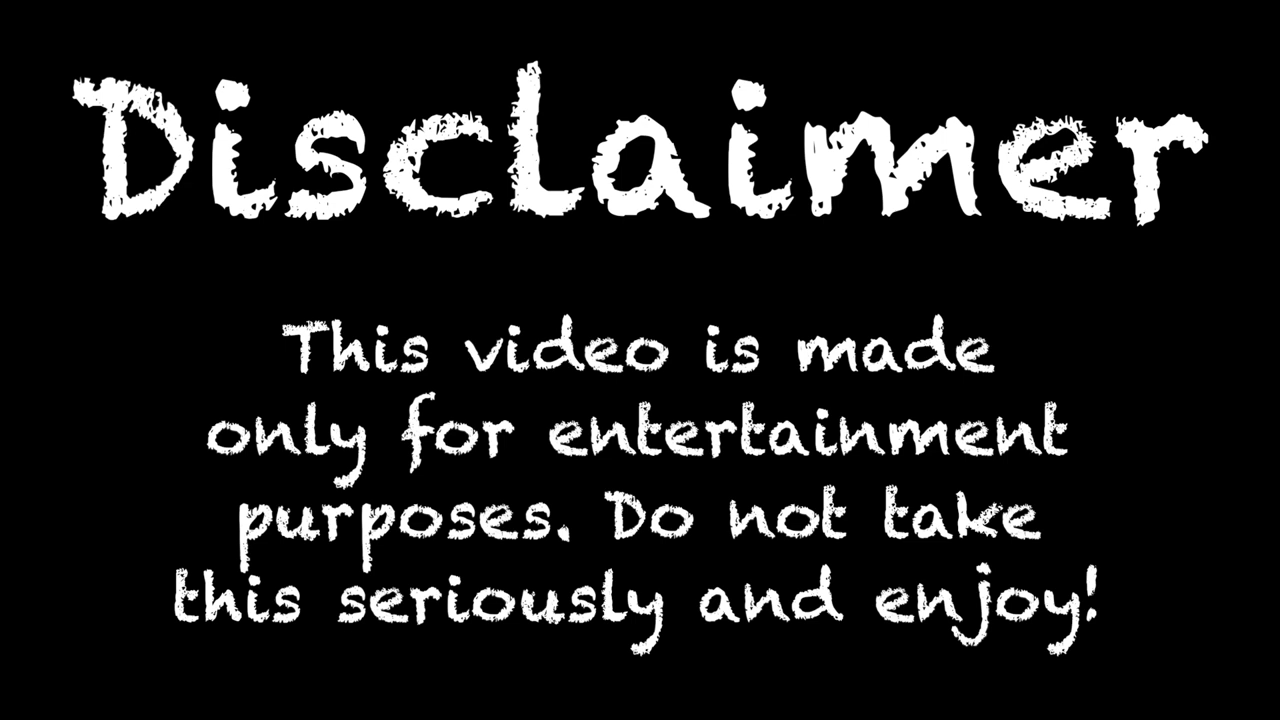 Disclaimer
This video is made
only for entertainment
purposes. Do not take
this seriously and enjoy!